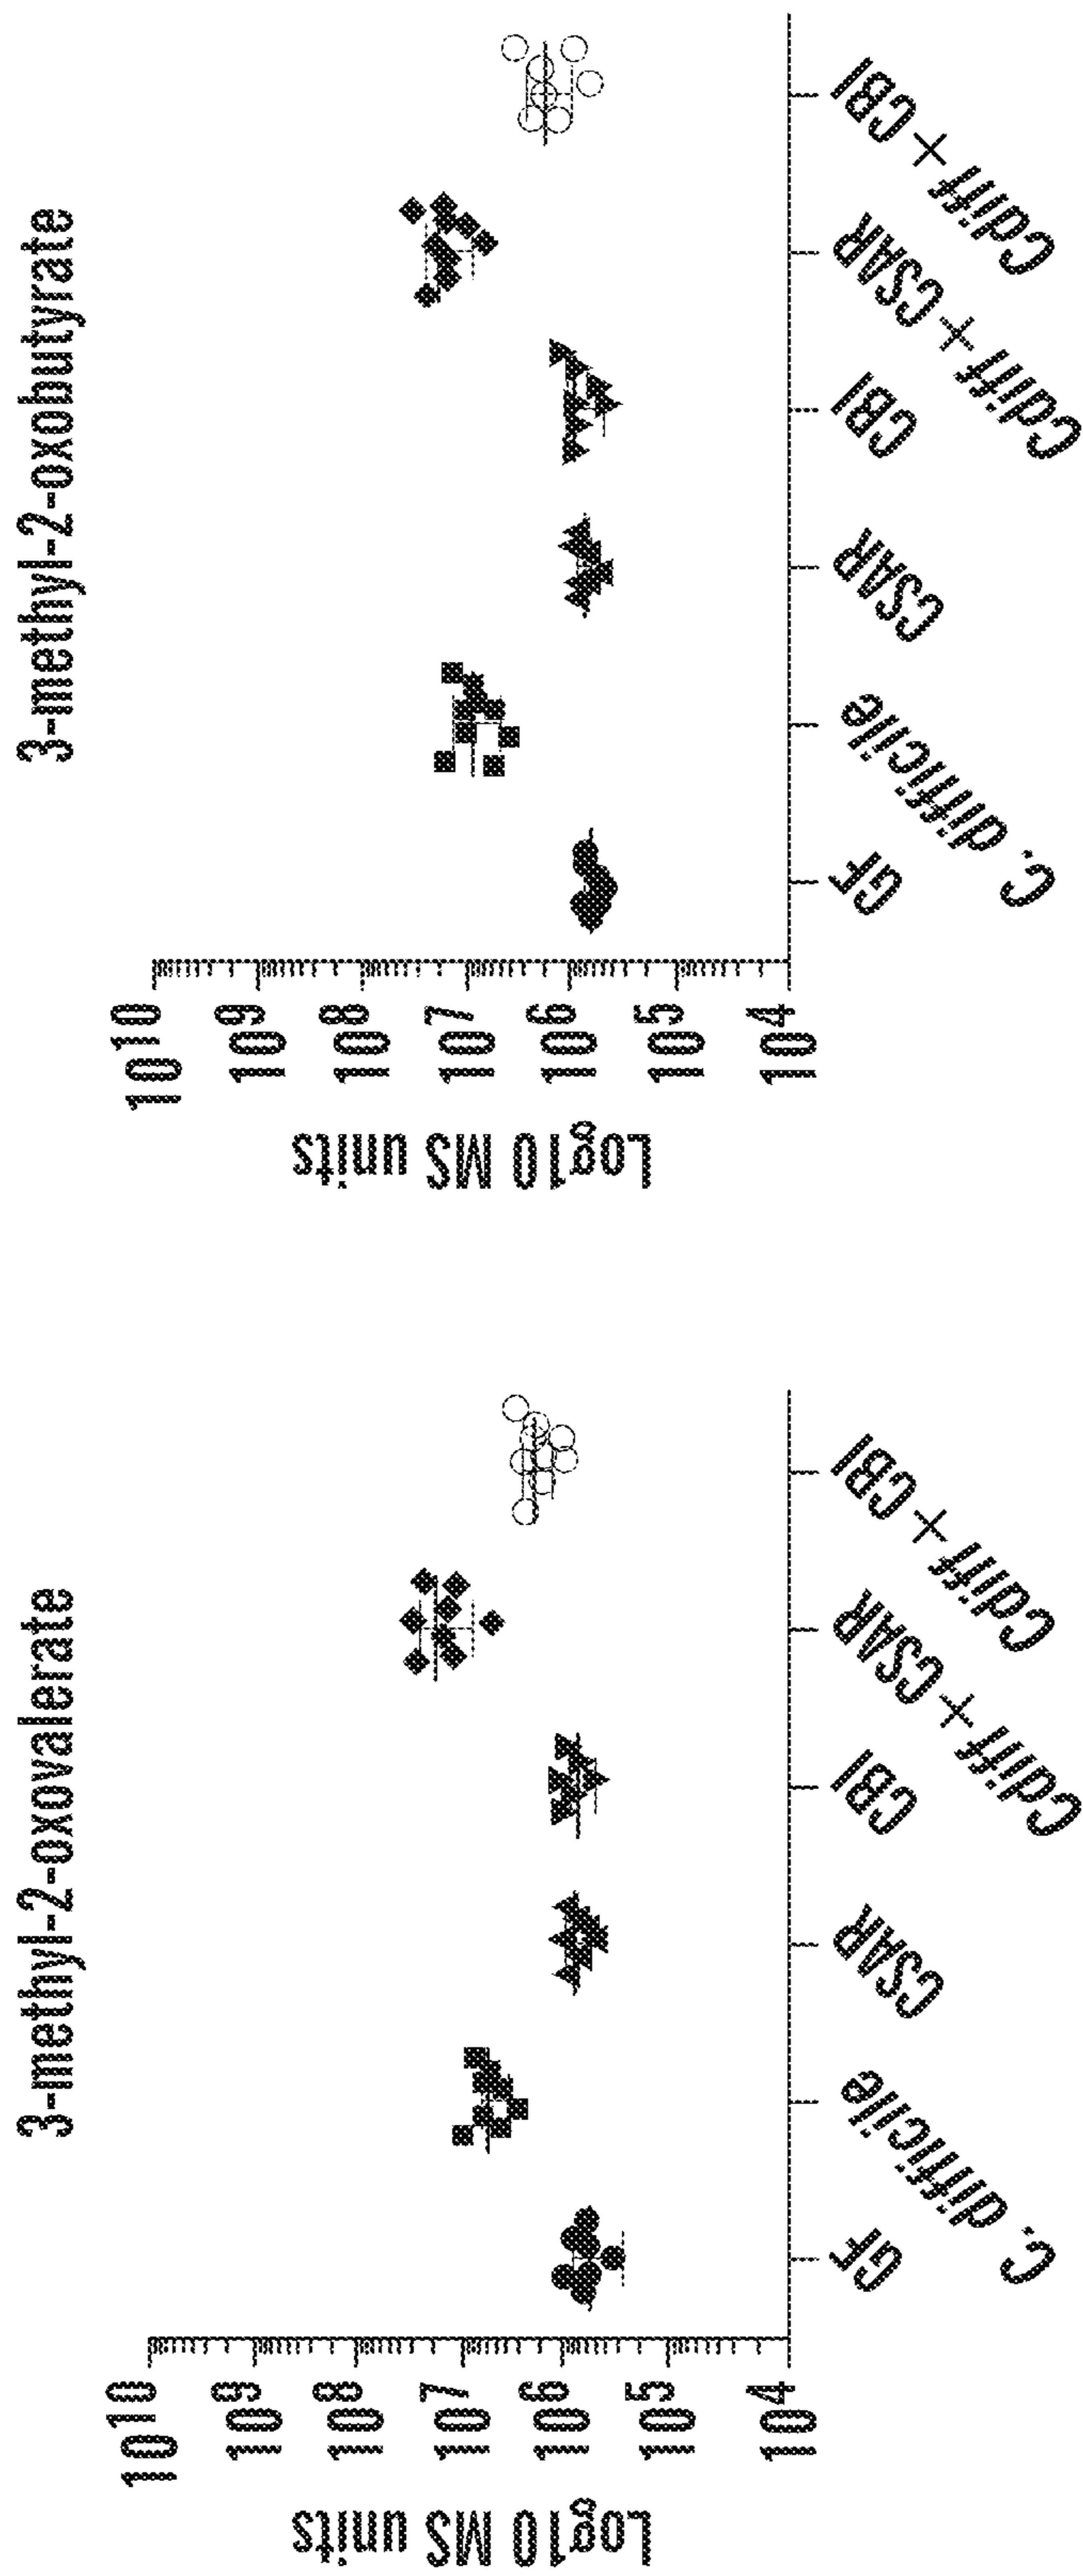 3-methyl-2-oxovalerate
Log10 MS units
10^10
10^9
10^8
10^7
10^6
10^5
10^4
GF
C. difficile
CSAR
CBI
Cdiff + CSAR
Cdiff + CBI
3-methyl-2-oxobutyrate
Log10 MS units
10^10
10^9
10^8
10^7
10^6
10^5
10^4
GF
C. difficile
CSAR
CBI
Cdiff + CSAR
Cdiff + CBI